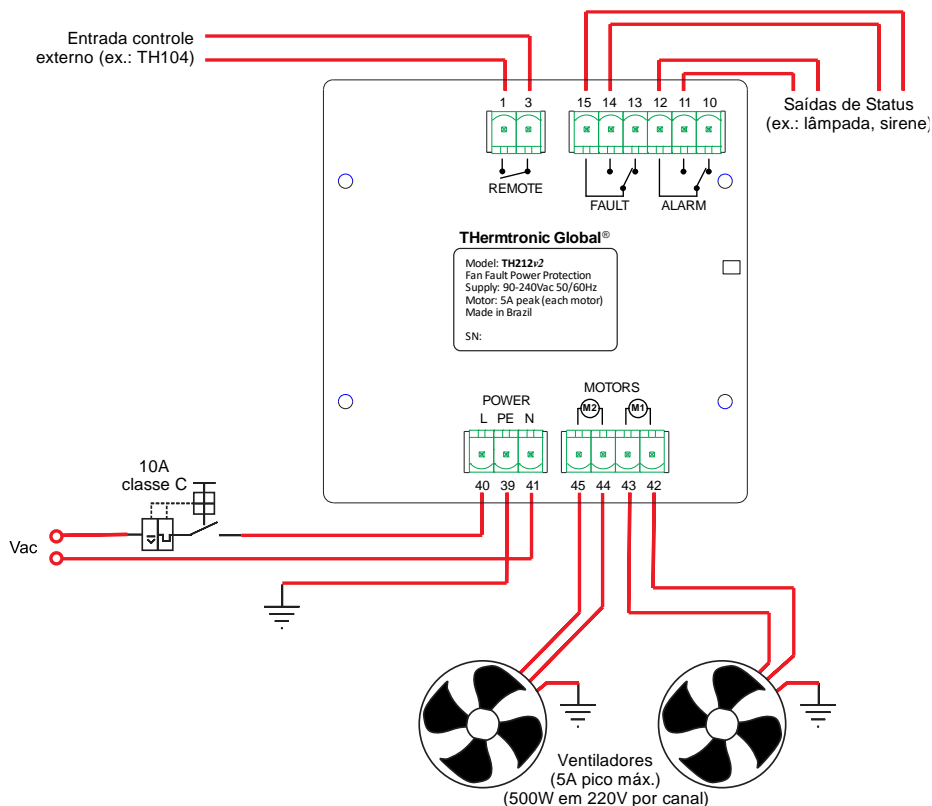 Entrada controle
externo (ex.: TH104)
Saídas de Status
(ex.: lâmpada, sirene)
1 3
15 14 13 12 11 10
REMOTE
FAULT
ALARM
THermtronic Global®
Model: TH212v2
Fan Fault Power Protection
Supply: 90-240Vac 50/60Hz
Motor: 5A peak (each motor)
Made in Brazil
SN:
POWER
L PE N
MOTORS
M2 M1
40 39 41
45 44 43 42
10A
classe C
Vac
Ventiladores
(5A pico máx.)
(500W em 220V por canal)